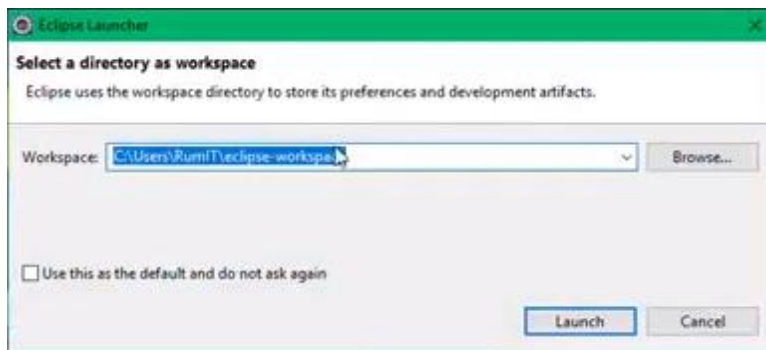 Eclipse Launcher
Select a directory as workspace
Eclipse uses the workspace directory to store its preferences and development artifacts.
Workspace: C:\Users\RumIT\eclipse-workspace Browse...
Use this as the default and do not ask again
Launch Cancel